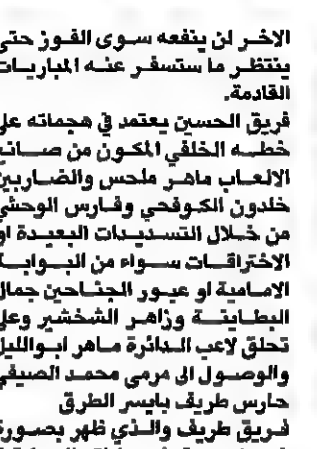 الاخر لن ينفعه سوى الفوز حتى
ينتظر ما ستسفر عنه المباريات
القادمة.
فريق الحسين يعتمد في هجماته على
خطه الخلفي المكون من صانع
الالعاب ماهر ملحس والضاربين
خلدون الكوفحي وفارس الوحشي
من خلال التسديدات البعيدة او
الاختراقات سواء من البوابة
الامامية او عبور الجناحين جمال
البطاينة وزاهر الشخشير وعلى
تحلق لاعب الدائرة ماهر ابوالليل
والوصول الى مرمى محمد الصيفي
حارس طريف بايسر الطرق
فريق طريف والذي ظهر بصورة